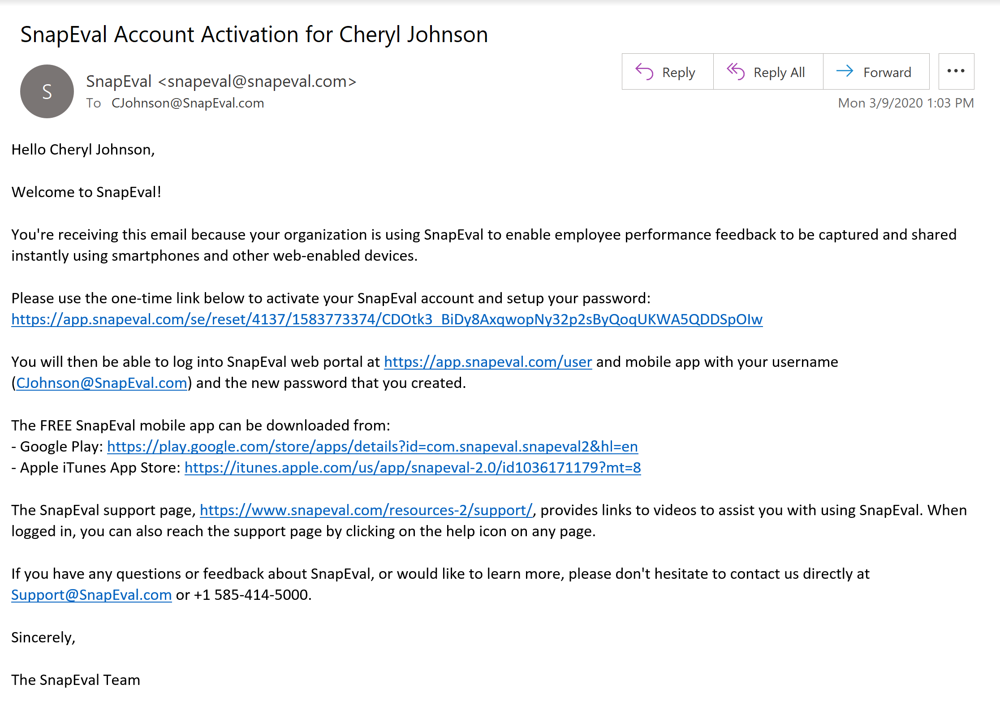 SnapEval Account Activation for Cheryl Johnson
S
SnapEval <snapeval@snapeval.com>
To CJohnson@SnapEval.com
Reply
Reply All
Forward
Mon 3/9/2020 1:03 PM
Hello Cheryl Johnson,
Welcome to SnapEval!
You're receiving this email because your organization is using SnapEval to enable employee performance feedback to be captured and shared
instantly using smartphones and other web-enabled devices.
Please use the one-time link below to activate your SnapEval account and setup your password:
https://app.snapeval.com/se/reset/4137/1583773374/CDOtk3_BiDy8AxqwopNy32p2sByQoqUKWA5QDDSpOIw
You will then be able to log into SnapEval web portal at https://app.snapeval.com/user and mobile app with your username
(CJohnson@SnapEval.com) and the new password that you created.
The FREE SnapEval mobile app can be downloaded from:
- Google Play: https://play.google.com/store/apps/details?id=com.snapeval.snapeval2&hl=en
- Apple iTunes App Store: https://itunes.apple.com/us/app/snapeval-2.0/id1036171179?mt=8
The SnapEval support page, https://www.snapeval.com/resources-2/support/, provides links to videos to assist you with using SnapEval. When
logged in, you can also reach the support page by clicking on the help icon on any page.
If you have any questions or feedback about SnapEval, or would like to learn more, please don't hesitate to contact us directly at
Support@SnapEval.com or +1 585-414-5000.
Sincerely,
The SnapEval Team